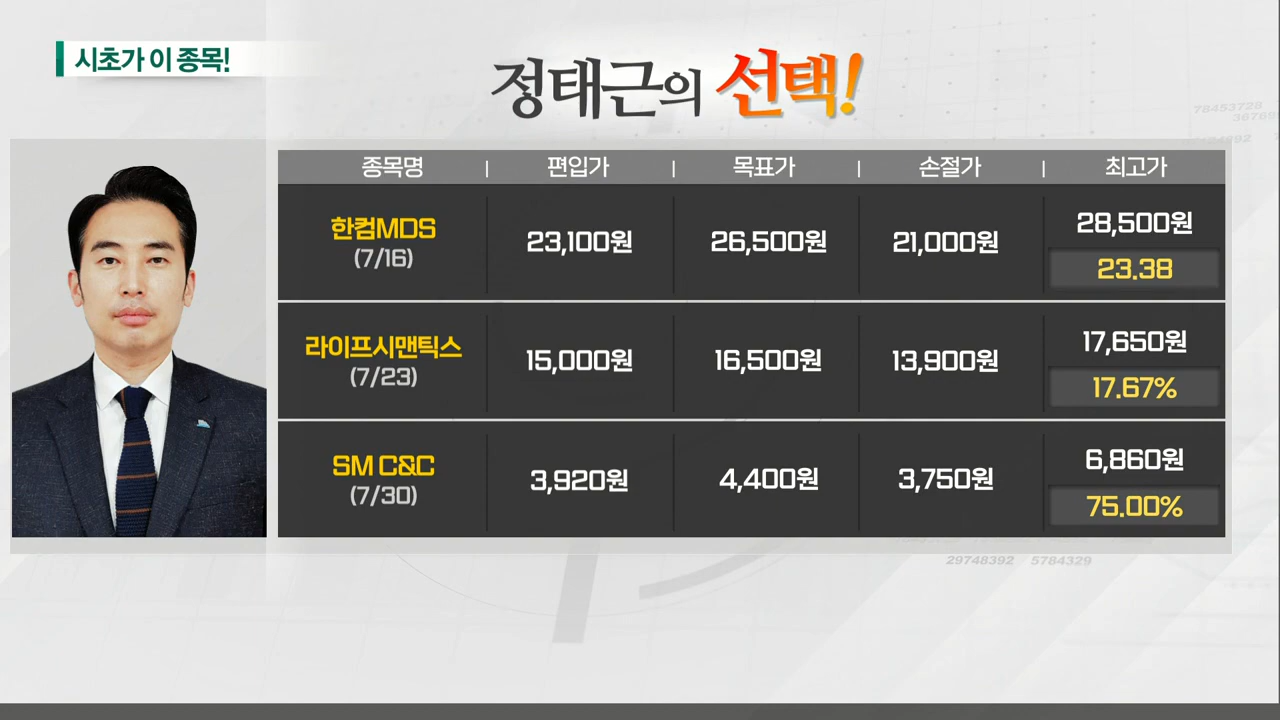 시초가 이 종목!
정태근의 선택!
종목명 | 편입가 | 목표가 | 손절가 | 최고가
한컴MDS
(7/16)
23,100원
26,500원
21,000원
28,500원
23.38
라이프시맨틱스
(7/23)
15,000원
16,500원
13,900원
17,650원
17.67%
SM C&C
(7/30)
3,920원
4,400원
3,750원
6,860원
75.00%
78453728
29748392 5784329